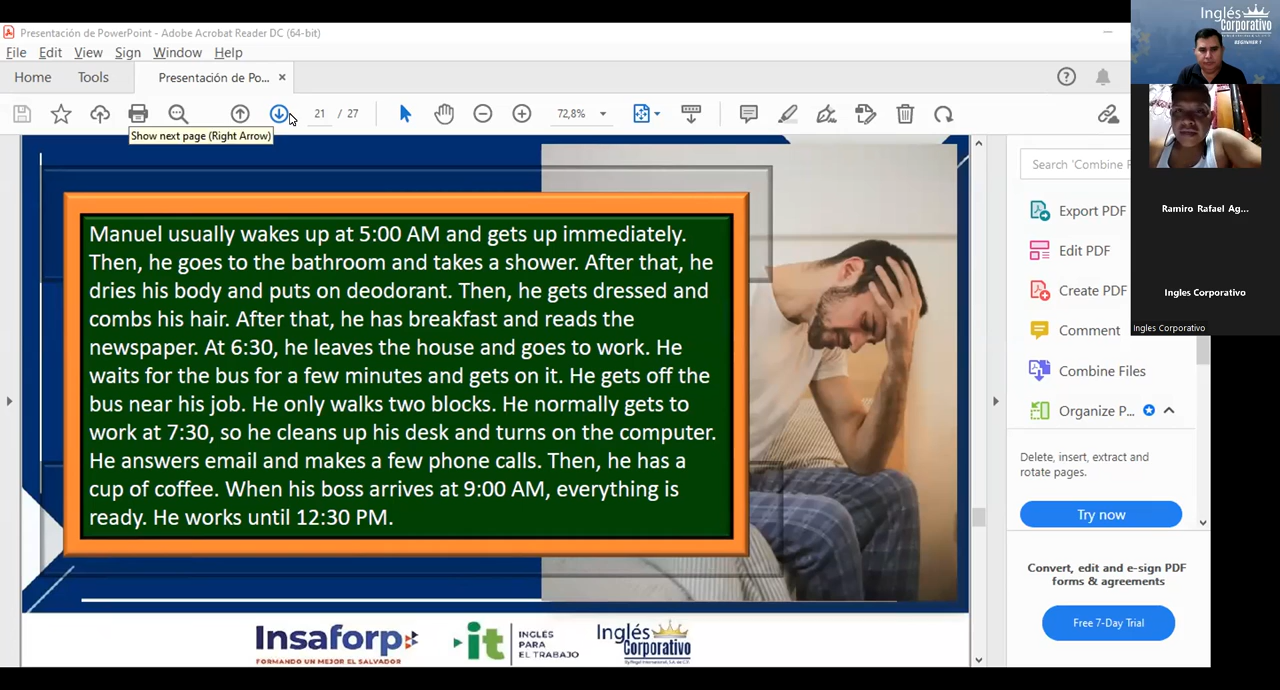 Presentación de PowerPoint - Adobe Acrobat Reader DC (64-bit)
File Edit View Sign Window Help
Home Tools Presentación de Po... ×
21 / 27 72,8%
Show next page (Right Arrow)
Manuel usually wakes up at 5:00 AM and gets up immediately.
Then, he goes to the bathroom and takes a shower. After that, he
dries his body and puts on deodorant. Then, he gets dressed and
combs his hair. After that, he has breakfast and reads the
newspaper. At 6:30, he leaves the house and goes to work. He
waits for the bus for a few minutes and gets on it. He gets off the
bus near his job. He only walks two blocks. He normally gets to
work at 7:30, so he cleans up his desk and turns on the computer.
He answers email and makes a few phone calls. Then, he has a
cup of coffee. When his boss arrives at 9:00 AM, everything is
ready. He works until 12:30 PM.
Insaforp
FORMANDO UN MEJOR EL SALVADOR
it
INGLÉS
PARA
EL TRABAJO
Inglés
Corporativo
Search 'Combine F
Export PDF
Edit PDF
Create PDF
Comment
Combine Files
Organize P...
Delete, insert, extract and
rotate pages.
Try now
Convert, edit and e-sign PDF
forms & agreements
Free 7-Day Trial
Inglés
Corporativo
BEGINNER 1
Ramiro Rafael Ag...
Ingles Corporativo
Ingles Corporativo